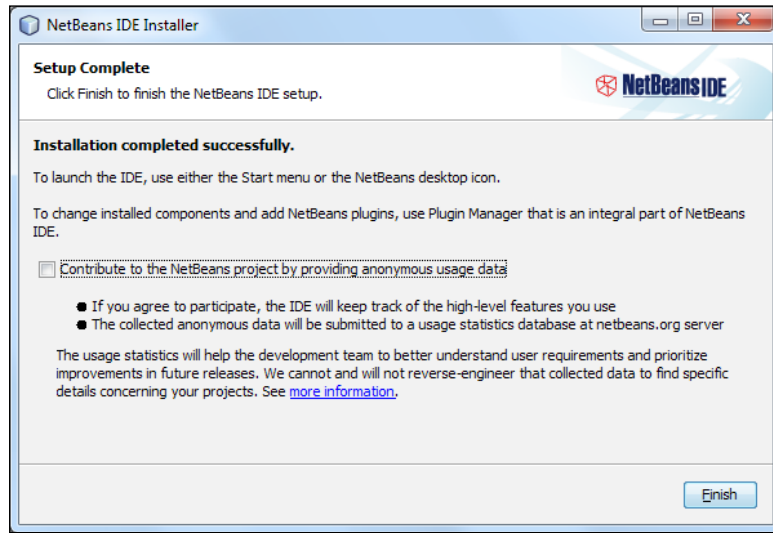 NetBeans IDE Installer
Setup Complete
Click Finish to finish the NetBeans IDE setup.
NetBeans IDE
Installation completed successfully.
To launch the IDE, use either the Start menu or the NetBeans desktop icon.
To change installed components and add NetBeans plugins, use Plugin Manager that is an integral part of NetBeans
IDE.
Contribute to the NetBeans project by providing anonymous usage data
● If you agree to participate, the IDE will keep track of the high-level features you use
● The collected anonymous data will be submitted to a usage statistics database at netbeans.org server
The usage statistics will help the development team to better understand user requirements and prioritize
improvements in future releases. We cannot and will not reverse-engineer that collected data to find specific
details concerning your projects. See more information.
Finish